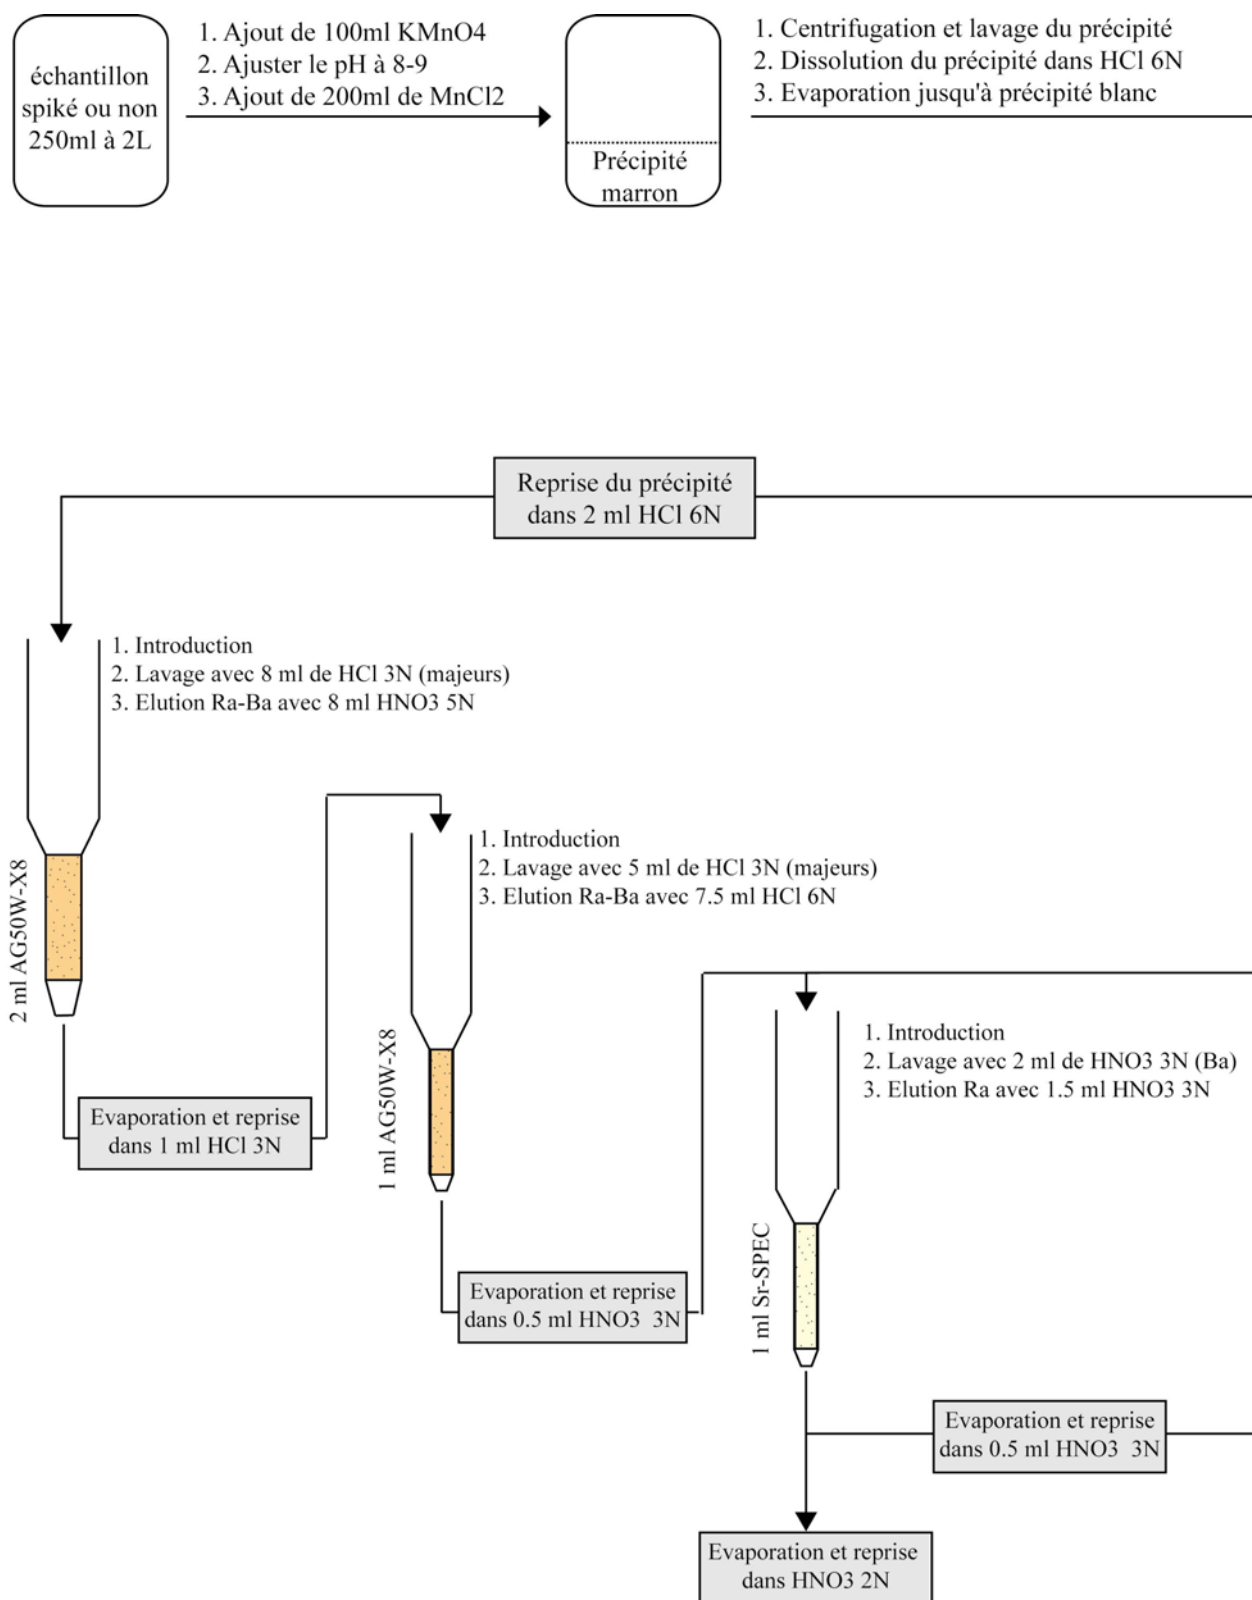 échantillon
spiké ou non
250ml à 2L
1. Ajout de 100ml KMnO4
2. Ajuster le pH à 8-9
3. Ajout de 200ml de MnCl2
Précipité
marron
1. Centrifugation et lavage du précipité
2. Dissolution du précipité dans HCl 6N
3. Evaporation jusqu'à précipité blanc
Reprise du précipité
dans 2 ml HCl 6N
1. Introduction
2. Lavage avec 8 ml de HCl 3N (majeurs)
3. Elution Ra-Ba avec 8 ml HNO3 5N
2 ml AG50W-X8
Evaporation et reprise
dans 1 ml HCl 3N
1. Introduction
2. Lavage avec 5 ml de HCl 3N (majeurs)
3. Elution Ra-Ba avec 7.5 ml HCl 6N
1 ml AG50W-X8
Evaporation et reprise
dans 0.5 ml HNO3 3N
1. Introduction
2. Lavage avec 2 ml de HNO3 3N (Ba)
3. Elution Ra avec 1.5 ml HNO3 3N
1 ml Sr-SPEC
Evaporation et reprise
dans 0.5 ml HNO3 3N
Evaporation et reprise
dans HNO3 2N